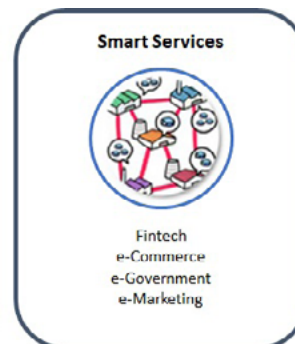 Smart Services
Fintech
e-Commerce
e-Government
e-Marketing